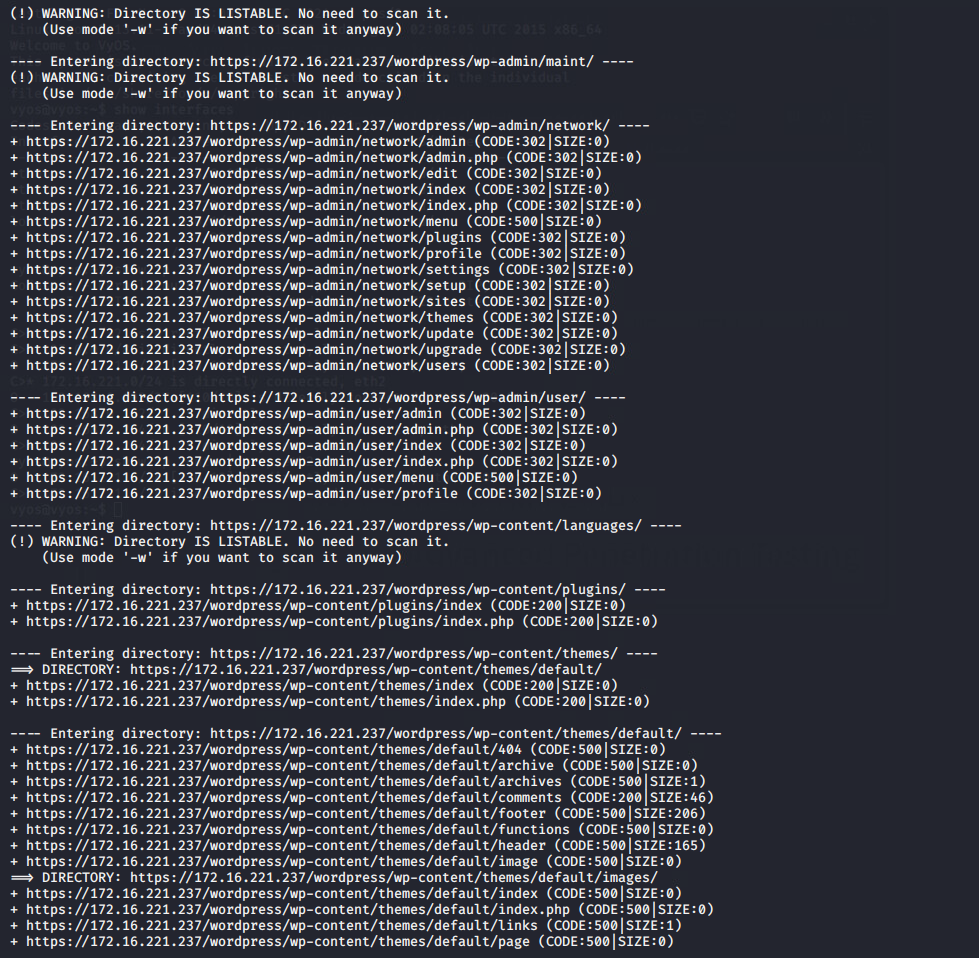 (!) WARNING: Directory IS LISTABLE. No need to scan it.
    (Use mode '-w' if you want to scan it anyway)

---- Entering directory: https://172.16.221.237/wordpress/wp-admin/maint/ ----
(!) WARNING: Directory IS LISTABLE. No need to scan it.
    (Use mode '-w' if you want to scan it anyway)

---- Entering directory: https://172.16.221.237/wordpress/wp-admin/network/ ----
+ https://172.16.221.237/wordpress/wp-admin/network/admin (CODE:302|SIZE:0)
+ https://172.16.221.237/wordpress/wp-admin/network/admin.php (CODE:302|SIZE:0)
+ https://172.16.221.237/wordpress/wp-admin/network/edit (CODE:302|SIZE:0)
+ https://172.16.221.237/wordpress/wp-admin/network/index (CODE:302|SIZE:0)
+ https://172.16.221.237/wordpress/wp-admin/network/index.php (CODE:302|SIZE:0)
+ https://172.16.221.237/wordpress/wp-admin/network/menu (CODE:500|SIZE:0)
+ https://172.16.221.237/wordpress/wp-admin/network/plugins (CODE:302|SIZE:0)
+ https://172.16.221.237/wordpress/wp-admin/network/profile (CODE:302|SIZE:0)
+ https://172.16.221.237/wordpress/wp-admin/network/settings (CODE:302|SIZE:0)
+ https://172.16.221.237/wordpress/wp-admin/network/setup (CODE:302|SIZE:0)
+ https://172.16.221.237/wordpress/wp-admin/network/sites (CODE:302|SIZE:0)
+ https://172.16.221.237/wordpress/wp-admin/network/themes (CODE:302|SIZE:0)
+ https://172.16.221.237/wordpress/wp-admin/network/update (CODE:302|SIZE:0)
+ https://172.16.221.237/wordpress/wp-admin/network/upgrade (CODE:302|SIZE:0)
+ https://172.16.221.237/wordpress/wp-admin/network/users (CODE:302|SIZE:0)

---- Entering directory: https://172.16.221.237/wordpress/wp-admin/user/ ----
+ https://172.16.221.237/wordpress/wp-admin/user/admin (CODE:302|SIZE:0)
+ https://172.16.221.237/wordpress/wp-admin/user/admin.php (CODE:302|SIZE:0)
+ https://172.16.221.237/wordpress/wp-admin/user/index (CODE:302|SIZE:0)
+ https://172.16.221.237/wordpress/wp-admin/user/index.php (CODE:302|SIZE:0)
+ https://172.16.221.237/wordpress/wp-admin/user/menu (CODE:500|SIZE:0)
+ https://172.16.221.237/wordpress/wp-admin/user/profile (CODE:302|SIZE:0)

---- Entering directory: https://172.16.221.237/wordpress/wp-content/languages/ ----
(!) WARNING: Directory IS LISTABLE. No need to scan it.
    (Use mode '-w' if you want to scan it anyway)

---- Entering directory: https://172.16.221.237/wordpress/wp-content/plugins/ ----
+ https://172.16.221.237/wordpress/wp-content/plugins/index (CODE:200|SIZE:0)
+ https://172.16.221.237/wordpress/wp-content/plugins/index.php (CODE:200|SIZE:0)

---- Entering directory: https://172.16.221.237/wordpress/wp-content/themes/ ----
==> DIRECTORY: https://172.16.221.237/wordpress/wp-content/themes/default/
+ https://172.16.221.237/wordpress/wp-content/themes/index (CODE:200|SIZE:0)
+ https://172.16.221.237/wordpress/wp-content/themes/index.php (CODE:200|SIZE:0)

---- Entering directory: https://172.16.221.237/wordpress/wp-content/themes/default/ ----
+ https://172.16.221.237/wordpress/wp-content/themes/default/404 (CODE:500|SIZE:0)
+ https://172.16.221.237/wordpress/wp-content/themes/default/archive (CODE:500|SIZE:0)
+ https://172.16.221.237/wordpress/wp-content/themes/default/archives (CODE:500|SIZE:1)
+ https://172.16.221.237/wordpress/wp-content/themes/default/comments (CODE:200|SIZE:46)
+ https://172.16.221.237/wordpress/wp-content/themes/default/footer (CODE:500|SIZE:206)
+ https://172.16.221.237/wordpress/wp-content/themes/default/functions (CODE:500|SIZE:0)
+ https://172.16.221.237/wordpress/wp-content/themes/default/header (CODE:500|SIZE:165)
+ https://172.16.221.237/wordpress/wp-content/themes/default/image (CODE:500|SIZE:0)
==> DIRECTORY: https://172.16.221.237/wordpress/wp-content/themes/default/images/
+ https://172.16.221.237/wordpress/wp-content/themes/default/index (CODE:500|SIZE:0)
+ https://172.16.221.237/wordpress/wp-content/themes/default/index.php (CODE:500|SIZE:0)
+ https://172.16.221.237/wordpress/wp-content/themes/default/links (CODE:500|SIZE:1)
+ https://172.16.221.237/wordpress/wp-content/themes/default/page (CODE:500|SIZE:0)